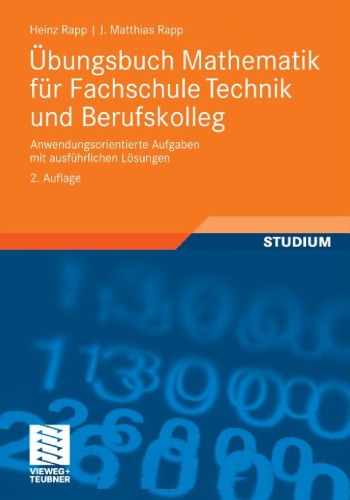 Heinz Rapp | J. Matthias Rapp
Übungsbuch Mathematik
für Fachschule Technik
und Berufskolleg
Anwendungsorientierte Aufgaben
mit ausführlichen Lösungen
2. Auflage
STUDIUM
VIEWEG+
TEUBNER